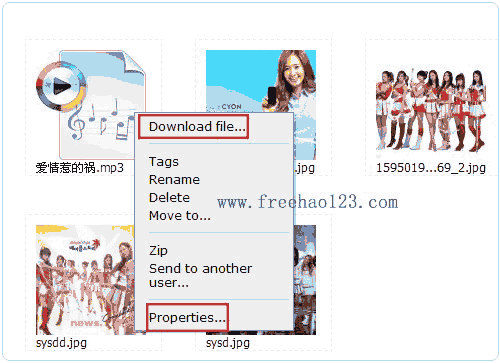 CYON
Download file...
爱情惹的祸.mp3
.jpg
1595019...69_2.jpg
Tags
Rename
Delete
Move to...
www.freehao123.com
Zip
Send to another
user...
Properties...
news.
sysdd.jpg
sysd.jpg